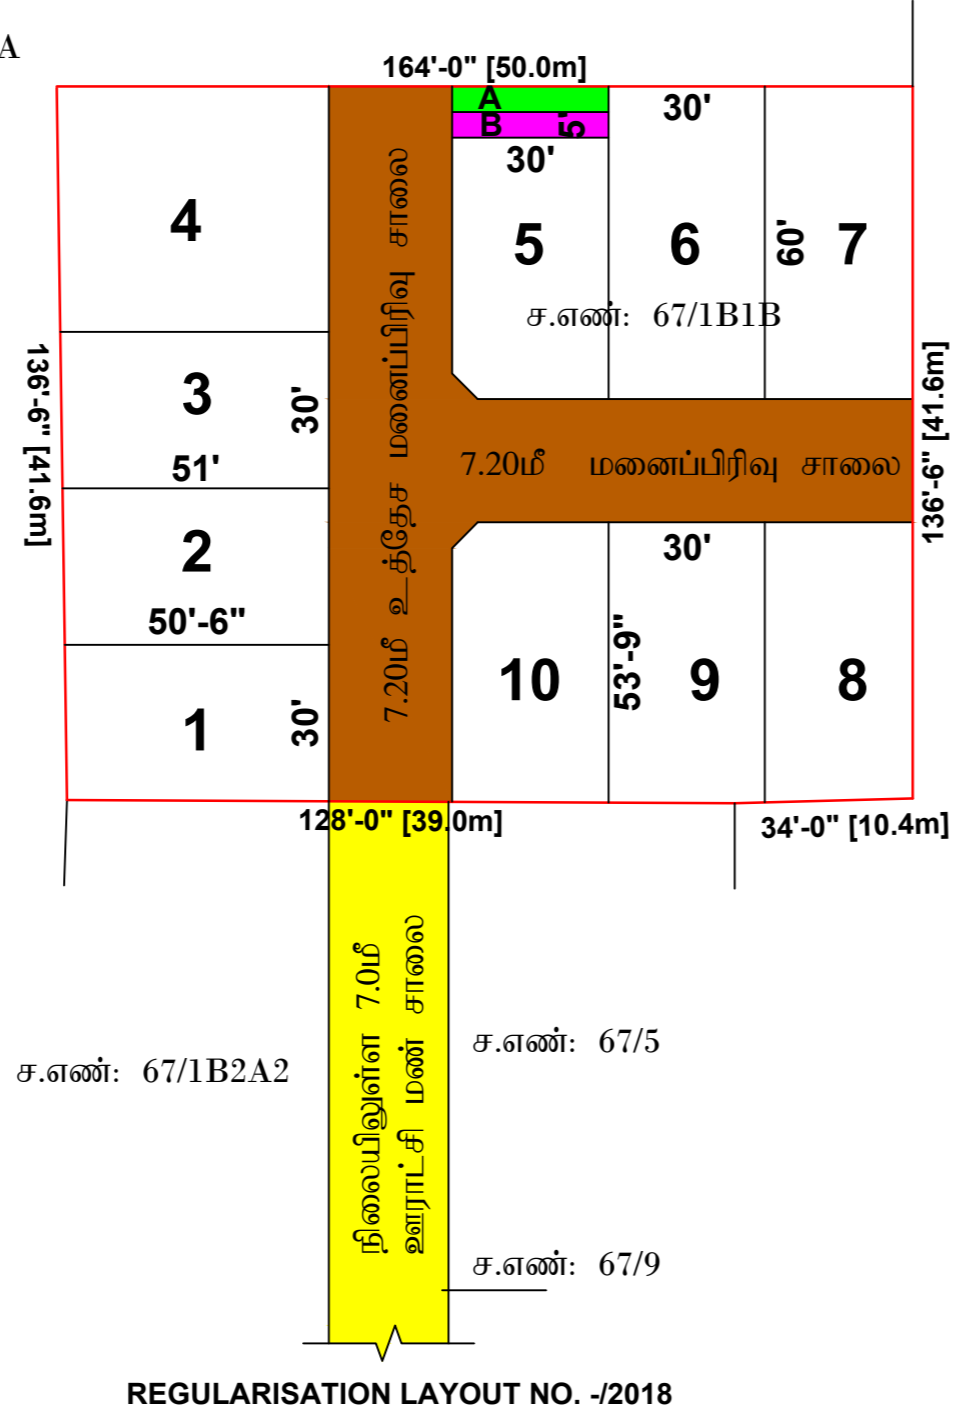 A
164'-0" [50.0m]
A
B
5'
30'
30'
4
5
6
60'
7
ச.எண்: 67/1B1B
7.20மீ உத்தேச மனைப்பிரிவு சாலை
136'-6" [41.6m]
3
30'
51'
7.20மீ மனைப்பிரிவு சாலை
136'-6" [41.6m]
2
50'-6"
30'
1
30'
10
53'-9"
9
8
128'-0" [39.0m]
34'-0" [10.4m]
நிலையிலுள்ள 7.0மீ
ஊராட்சி மண் சாலை
ச.எண்: 67/5
ச.எண்: 67/1B2A2
ச.எண்: 67/9
REGULARISATION LAYOUT NO. -/2018